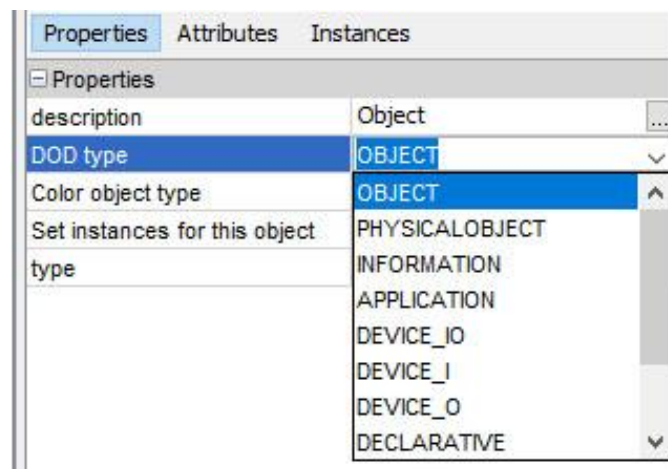 Properties Attributes Instances
Properties
description Object ...
DOD type OBJECT
Color object type OBJECT
Set instances for this object PHYSICALOBJECT
type INFORMATION
APPLICATION
DEVICE_IO
DEVICE_I
DEVICE_O
DECLARATIVE